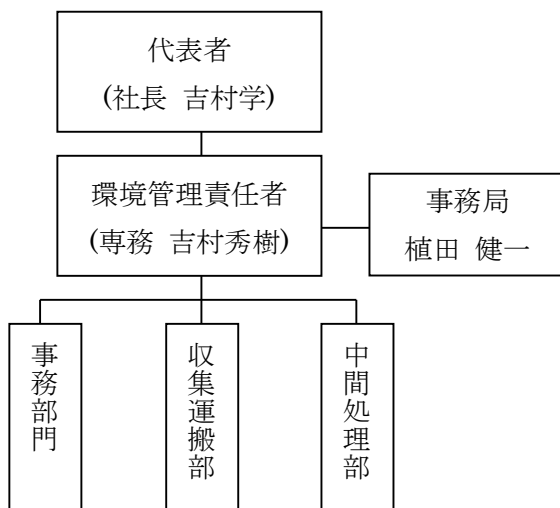 代表者
(社長 吉村学)
環境管理責任者
(専務 吉村秀樹)
事務局
植田 健一
事務部門
収集運搬部
中間処理部